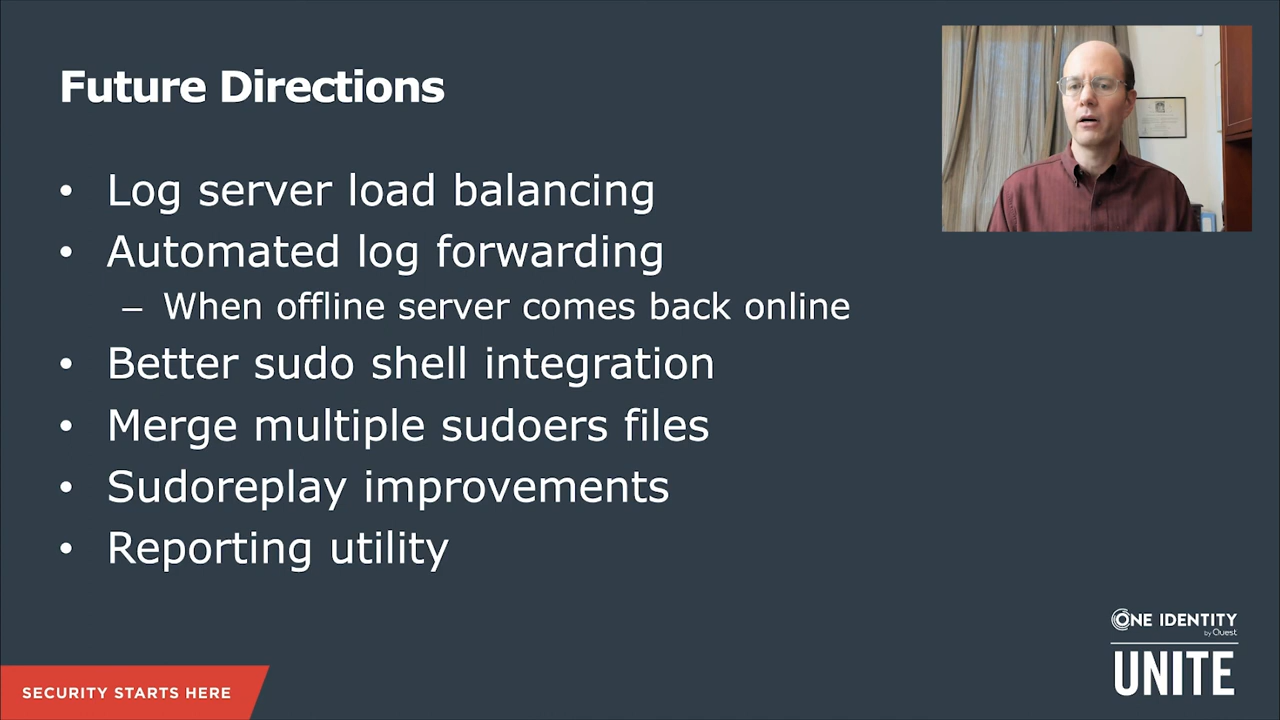 Future Directions
• Log server load balancing
• Automated log forwarding
– When offline server comes back online
• Better sudo shell integration
• Merge multiple sudoers files
• Sudoreplay improvements
• Reporting utility
ONE IDENTITY
by Quest
UNITE
SECURITY STARTS HERE